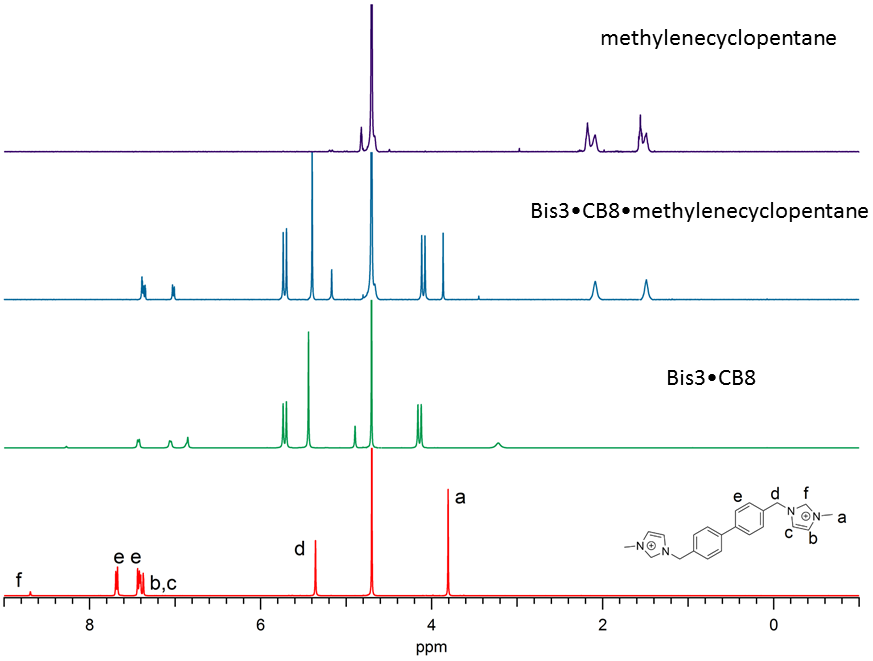 methylenecyclopentane
Bis3•CB8•methylenecyclopentane
Bis3•CB8
f
e e
b,c
d
a
e
d
f
N
N
+
a
c
b
N
+
N
8
6
4
2
0
ppm